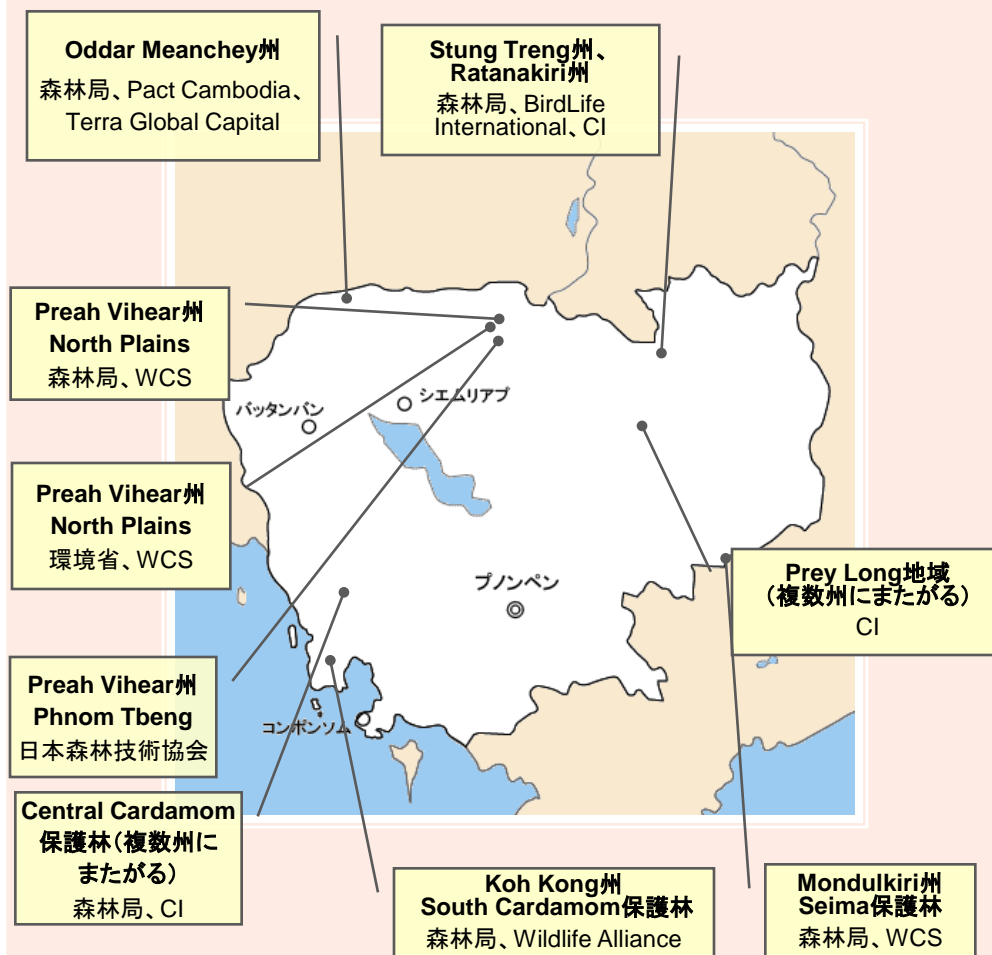 Oddar Meanchey州
森林局、Pact Cambodia、
Terra Global Capital
Stung Treng州、
Ratanakiri州
森林局、BirdLife
International、CI
Preah Vihear州
North Plains
森林局、WCS
シエムリアプ
バッタンバン
Preah Vihear州
North Plains
環境省、WCS
プノンペン
Prey Long地域
（複数州にまたがる）
CI
Preah Vihear州
Phnom Tbeng
日本森林技術協会
コンポンソム
Central Cardamom
保護林（複数州に
またがる）
森林局、CI
Koh Kong州
South Cardamom保護林
森林局、Wildlife Alliance
Mondulkiri州
Seima保護林
森林局、WCS